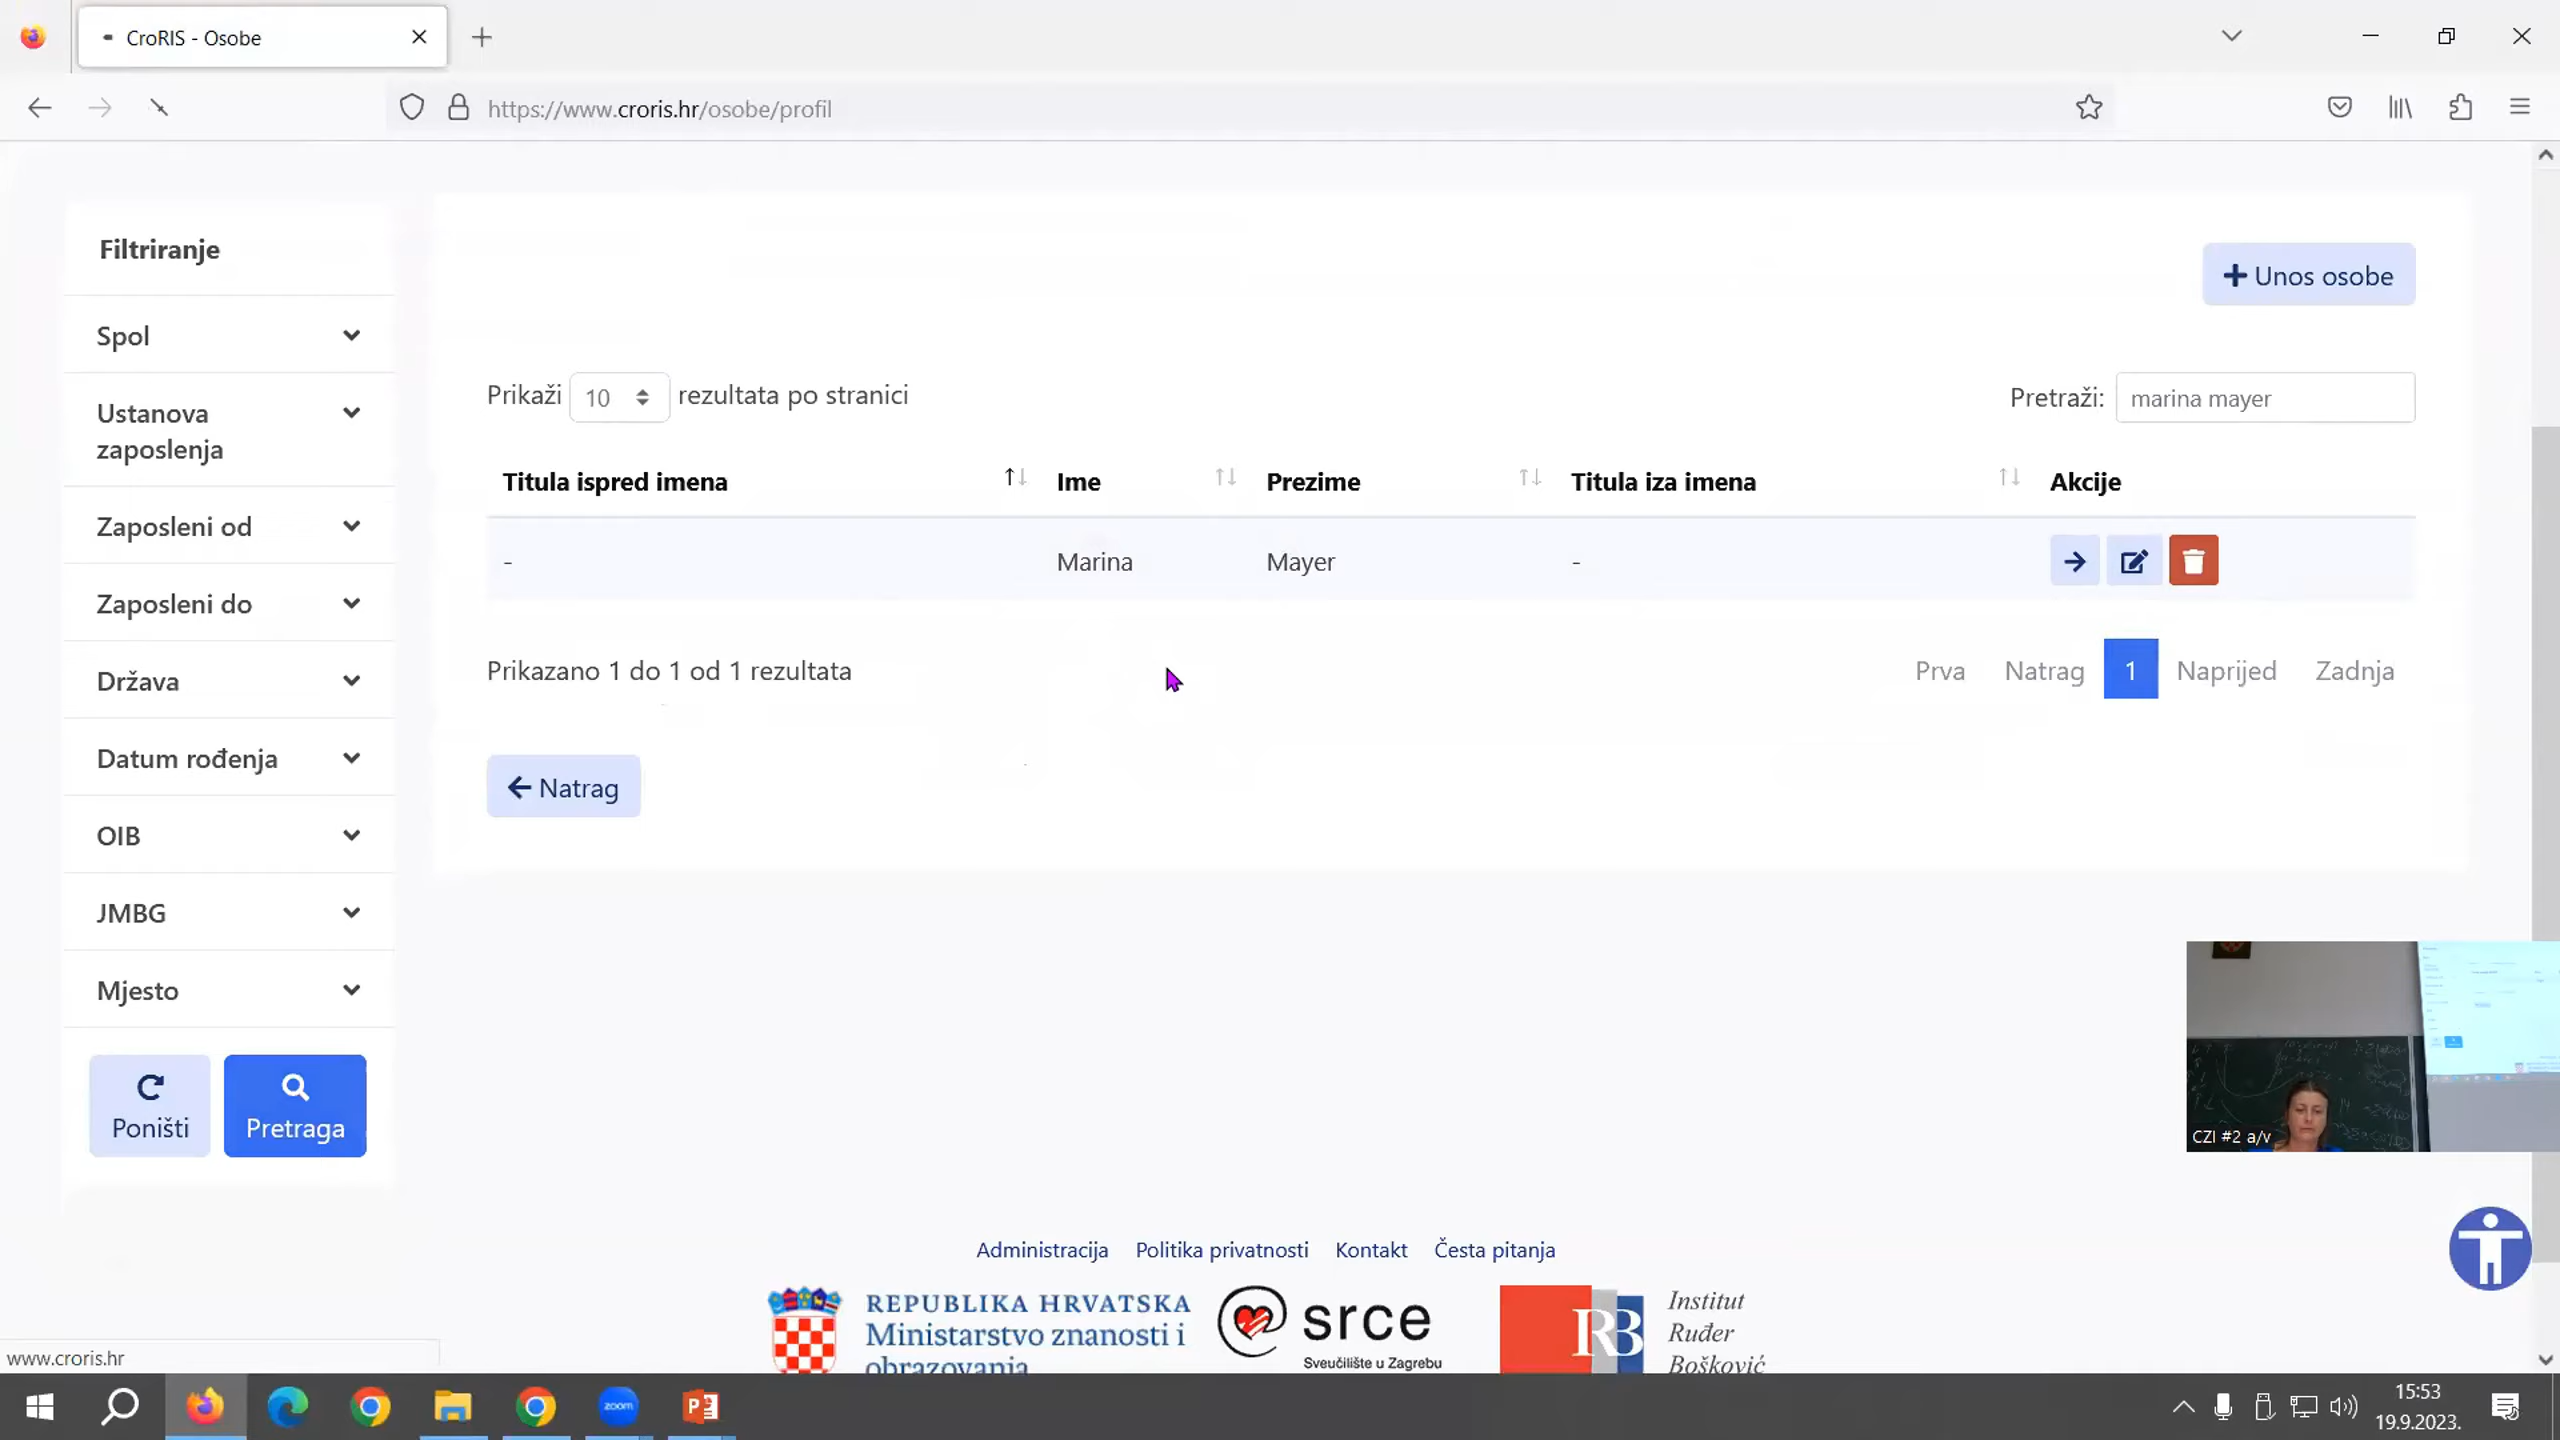 CroRIS - Osobe
https://www.croris.hr/osobe/profil
Filtriranje
Spol
Ustanova
zaposlenja
Zaposleni od
Zaposleni do
Država
Datum rođenja
OIB
JMBG
Mjesto
Poništi
Pretraga
Unos osobe
Prikaži 10 rezultata po stranici
Pretraži: marina mayer
Titula ispred imena Ime Prezime Titula iza imena Akcije
- Marina Mayer -
Prikazano 1 do 1 od 1 rezultata
Prva Natrag 1 Naprijed Zadnja
Natrag
CZI #2 a/v
Administracija Politika privatnosti Kontakt Česta pitanja
REPUBLIKA HRVATSKA
Ministarstvo znanosti i
obrazovanja
srce
Sveučilište u Zagrebu
IRB
Institut
Ruđer
Bošković
www.croris.hr
zoom
15:53
19.9.2023.